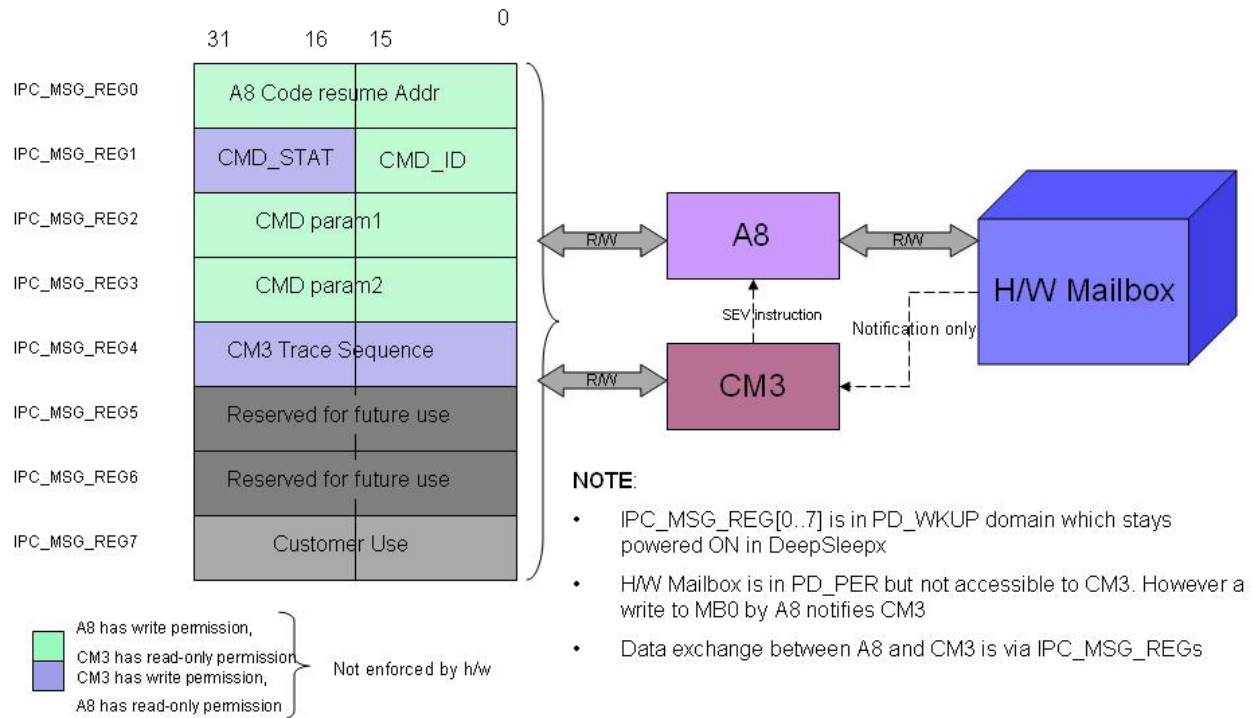 0
31 16 15
IPC_MSG_REG0 A8 Code resume Addr
IPC_MSG_REG1 CMD_STAT CMD_ID
IPC_MSG_REG2 CMD param1
IPC_MSG_REG3 CMD param2
IPC_MSG_REG4 CM3 Trace Sequence
IPC_MSG_REG5 Reserved for future use
IPC_MSG_REG6 Reserved for future use
IPC_MSG_REG7 Customer Use
R/W
A8
R/W
H/W Mailbox
SEV instruction
Notification only
R/W
CM3
NOTE:
• IPC_MSG_REG[0..7] is in PD_WKUP domain which stays
powered ON in DeepSleepx
• H/W Mailbox is in PD_PER but not accessible to CM3. However a
write to MB0 by A8 notifies CM3
• Data exchange between A8 and CM3 is via IPC_MSG_REGs
A8 has write permission,
CM3 has read-only permission
CM3 has write permission,
A8 has read-only permission
Not enforced by h/w